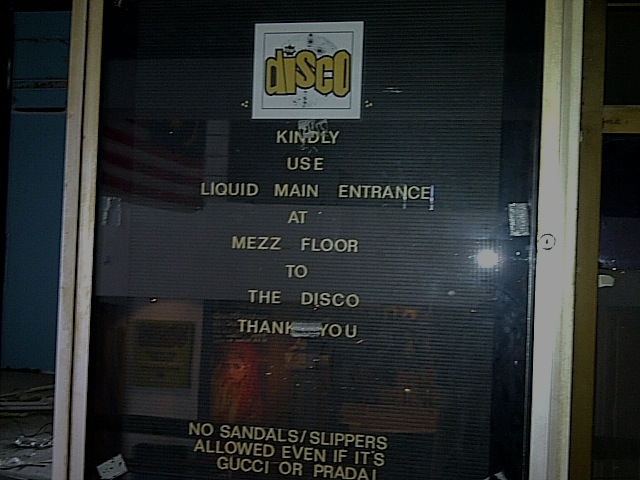 disco
KINDLY
USE
LIQUID MAIN ENTRANCE
AT
MEZZ FLOOR
TO
THE DISCO
THANK YOU
NO SANDALS/SLIPPERS
ALLOWED EVEN IF IT'S
GUCCI OR PRADA!